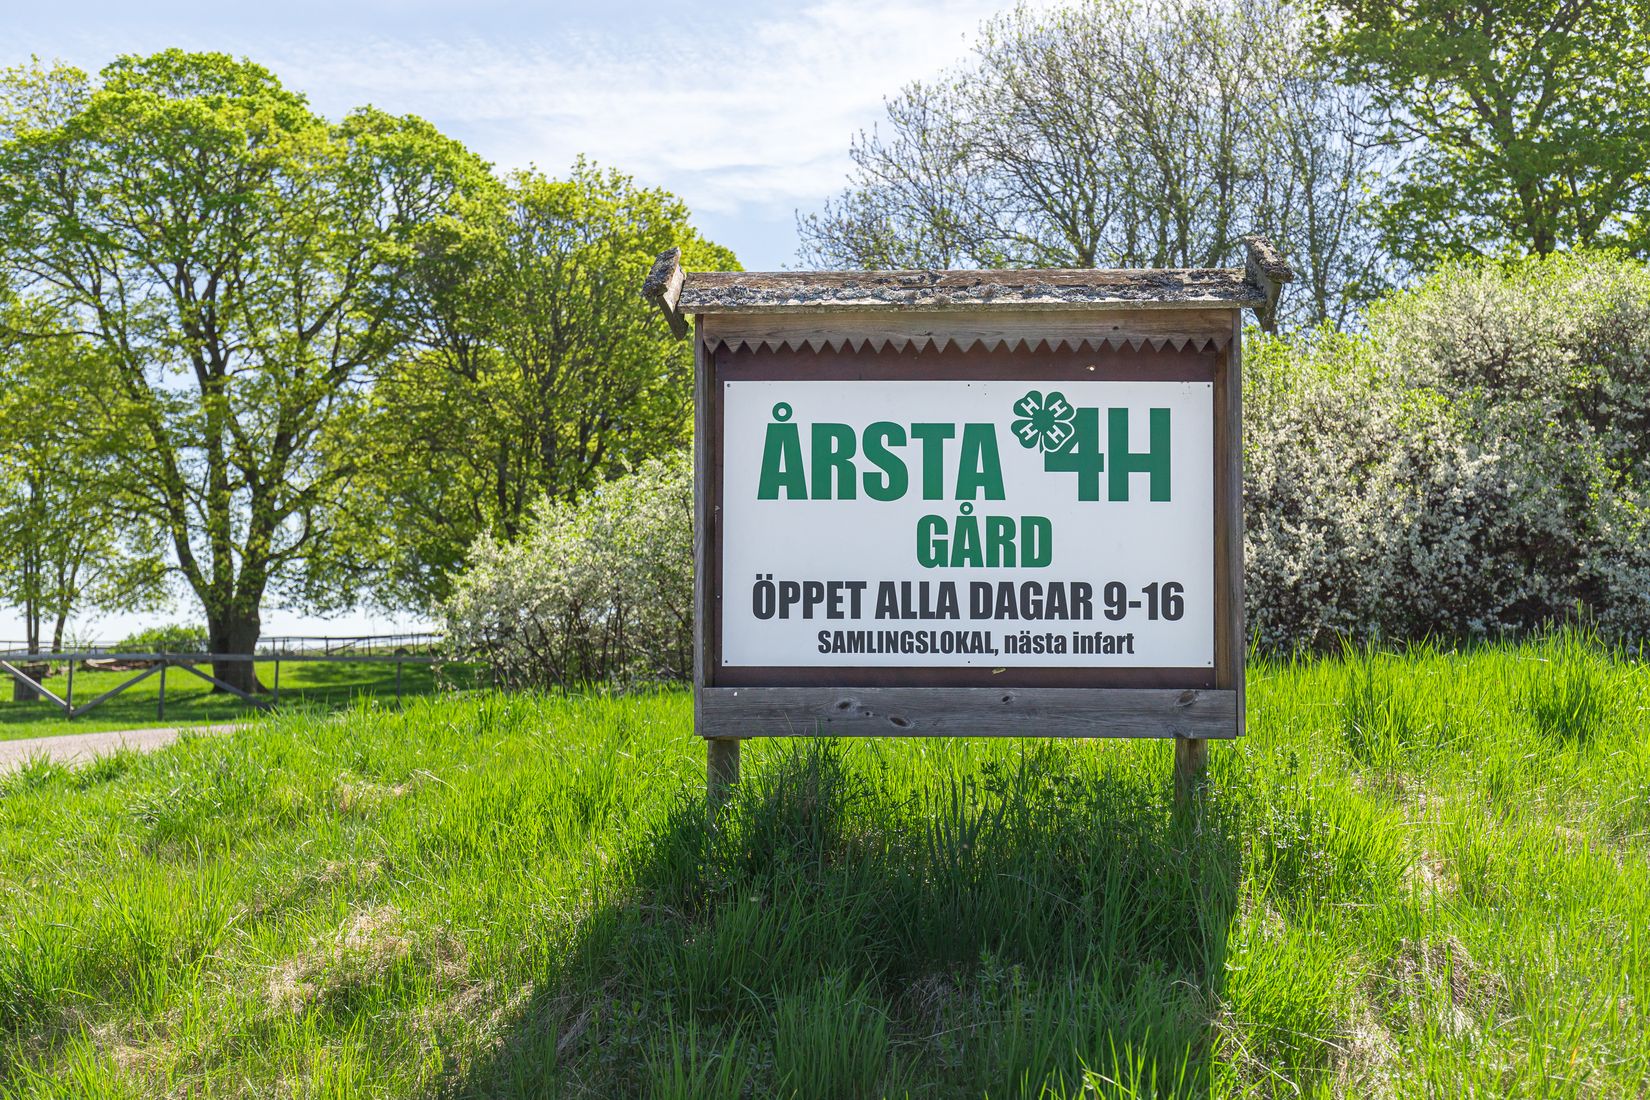 ÅRSTA 4H
H H H H
GÅRD
ÖPPET ALLA DAGAR 9-16
SAMLINGSLOKAL, nästa infart